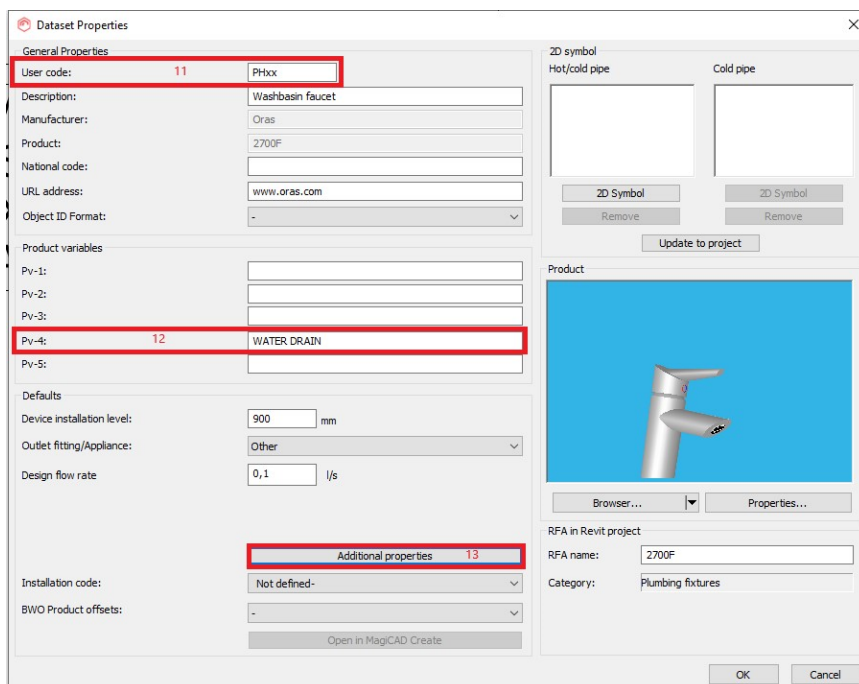 Dataset Properties
General Properties
User code: 11 PHxx
Description: Washbasin faucet
Manufacturer: Oras
Product: 2700F
National code:
URL address: www.oras.com
Object ID Format: -
Product variables
Pv-1:
Pv-2:
Pv-3:
Pv-4: 12 WATER DRAIN
Pv-5:
Defaults
Device installation level: 900 mm
Outlet fitting/Appliance: Other
Design flow rate 0,1 l/s
Additional properties 13
Installation code: Not defined-
BWO Product offsets: -
Open in MagiCAD Create
2D symbol
Hot/cold pipe Cold pipe
2D Symbol 2D Symbol
Remove Remove
Update to project
Product
Browser... Properties...
RFA in Revit project
RFA name: 2700F
Category: Plumbing fixtures
OK Cancel